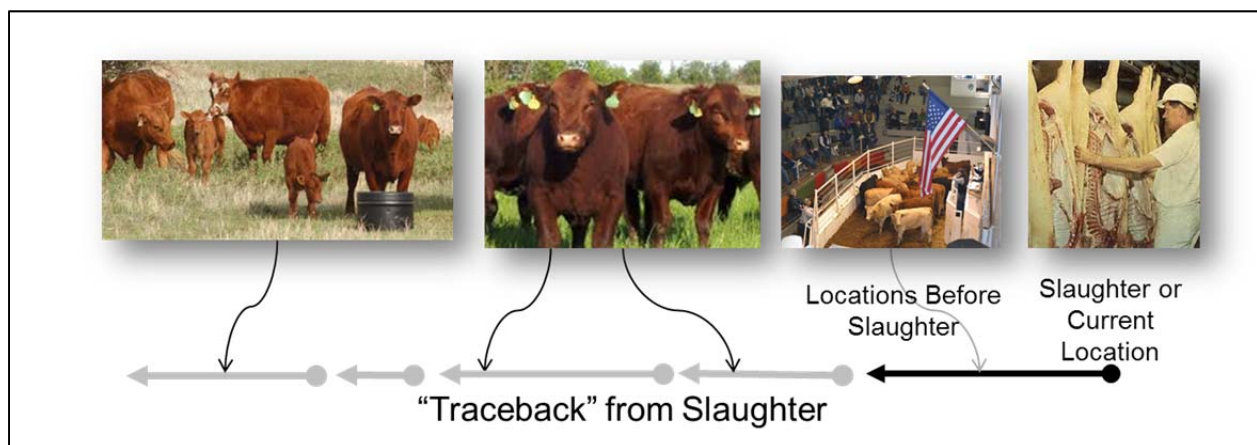 Locations Before
Slaughter
Slaughter or
Current
Location
“Traceback” from Slaughter